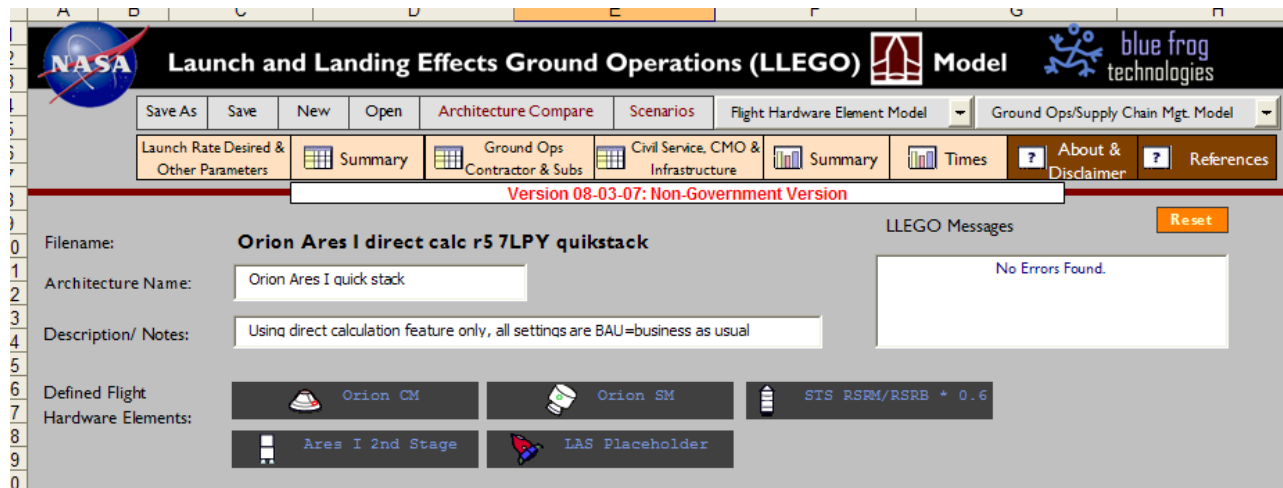 A B C D E F G H
NASA Launch and Landing Effects Ground Operations (LLEGO) Model blue frog
technologies
Save As Save New Open Architecture Compare Scenarios Flight Hardware Element Model Ground Ops/Supply Chain Mgt. Model
Launch Rate Desired & Other Parameters Summary Ground Ops Contractor & Subs Civil Service, CMO & Infrastructure Summary Times ? About & Disclaimer ? References
Version 08-03-07: Non-Government Version
Filename: Orion Ares I direct calc r5 7LPY quikstack LLEGO Messages Reset
Architecture Name: Orion Ares I quick stack No Errors Found.
Description/ Notes: Using direct calculation feature only, all settings are BAU=business as usual
Defined Flight
Hardware Elements:
Orion CM Orion SM STS RSRM/RSRB * 0.6
Ares I 2nd Stage LAS Placeholder